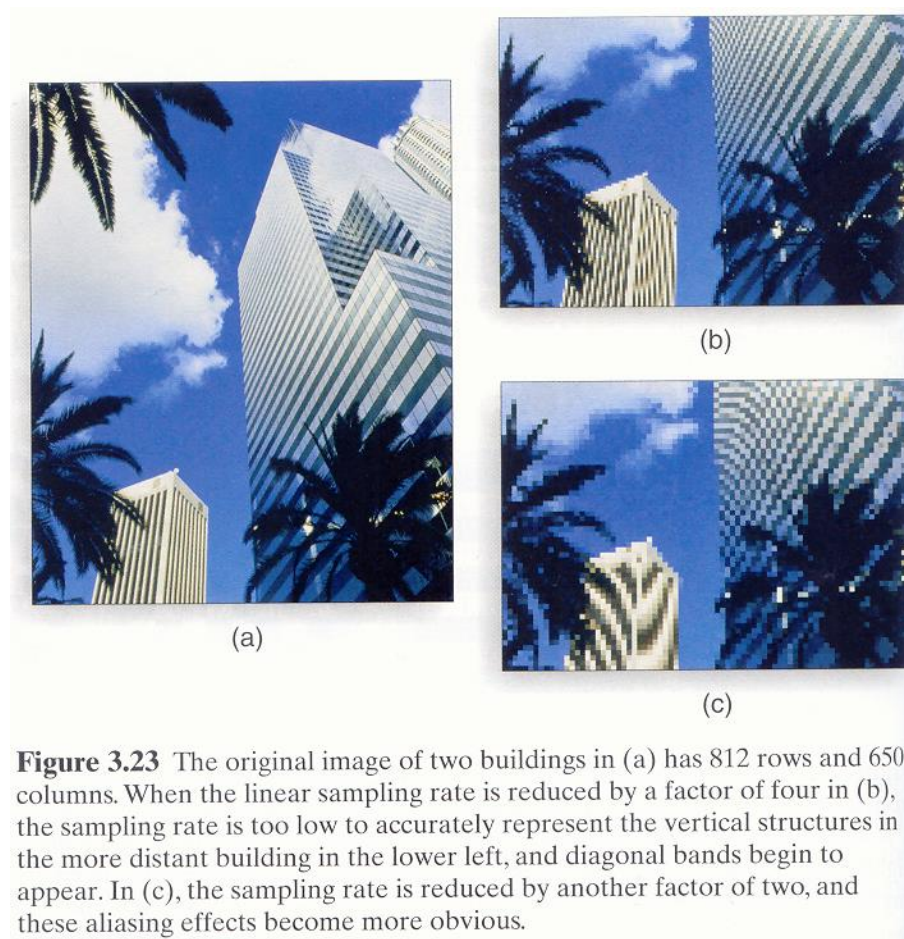 (a)
(b)
(c)
Figure 3.23 The original image of two buildings in (a) has 812 rows and 650
columns. When the linear sampling rate is reduced by a factor of four in (b),
the sampling rate is too low to accurately represent the vertical structures in
the more distant building in the lower left, and diagonal bands begin to
appear. In (c), the sampling rate is reduced by another factor of two, and
these aliasing effects become more obvious.